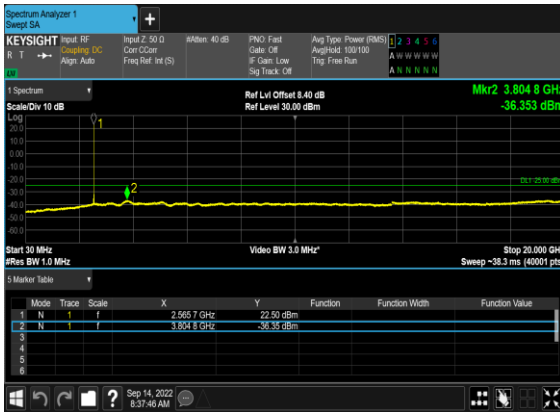 Spectrum Analyzer 1
Swept SA
+
KEYSIGHT Input: RF Input Z: 50 Ω #Atten: 40 dB PNO: Fast Avg Type: Power (RMS) 1 2 3 4 5 6
R T Coupling: DC Corr CCorr Gate: Off Avg|Hold: 100/100 A W W W W W
Align: Auto Freq Ref: Int (S) IF Gain: Low Trig: Free Run
Sig Track: Off A N N N N N
1 Spectrum
Ref Lvl Offset 8.40 dB Mkr2 3.804 8 GHz
Scale/Div 10 dB Ref Level 30.00 dBm -36.353 dBm
Log
1
20.0
10.0
0.00
-10.0
-20.0
DL1 -25.00 dBm
-30.0
2
-40.0
-50.0
-60.0
Start 30 MHz Video BW 3.0 MHz* Stop 20.000 GHz
#Res BW 1.0 MHz Sweep ~38.3 ms (40001 pts)
5 Marker Table
Mode Trace Scale X Y Function Function Width Function Value
1 N 1 f 2.565 7 GHz 22.50 dBm
2 N 1 f 3.804 8 GHz -36.35 dBm
3
4
5
6
?
Sep 14, 2022
8:37:46 AM